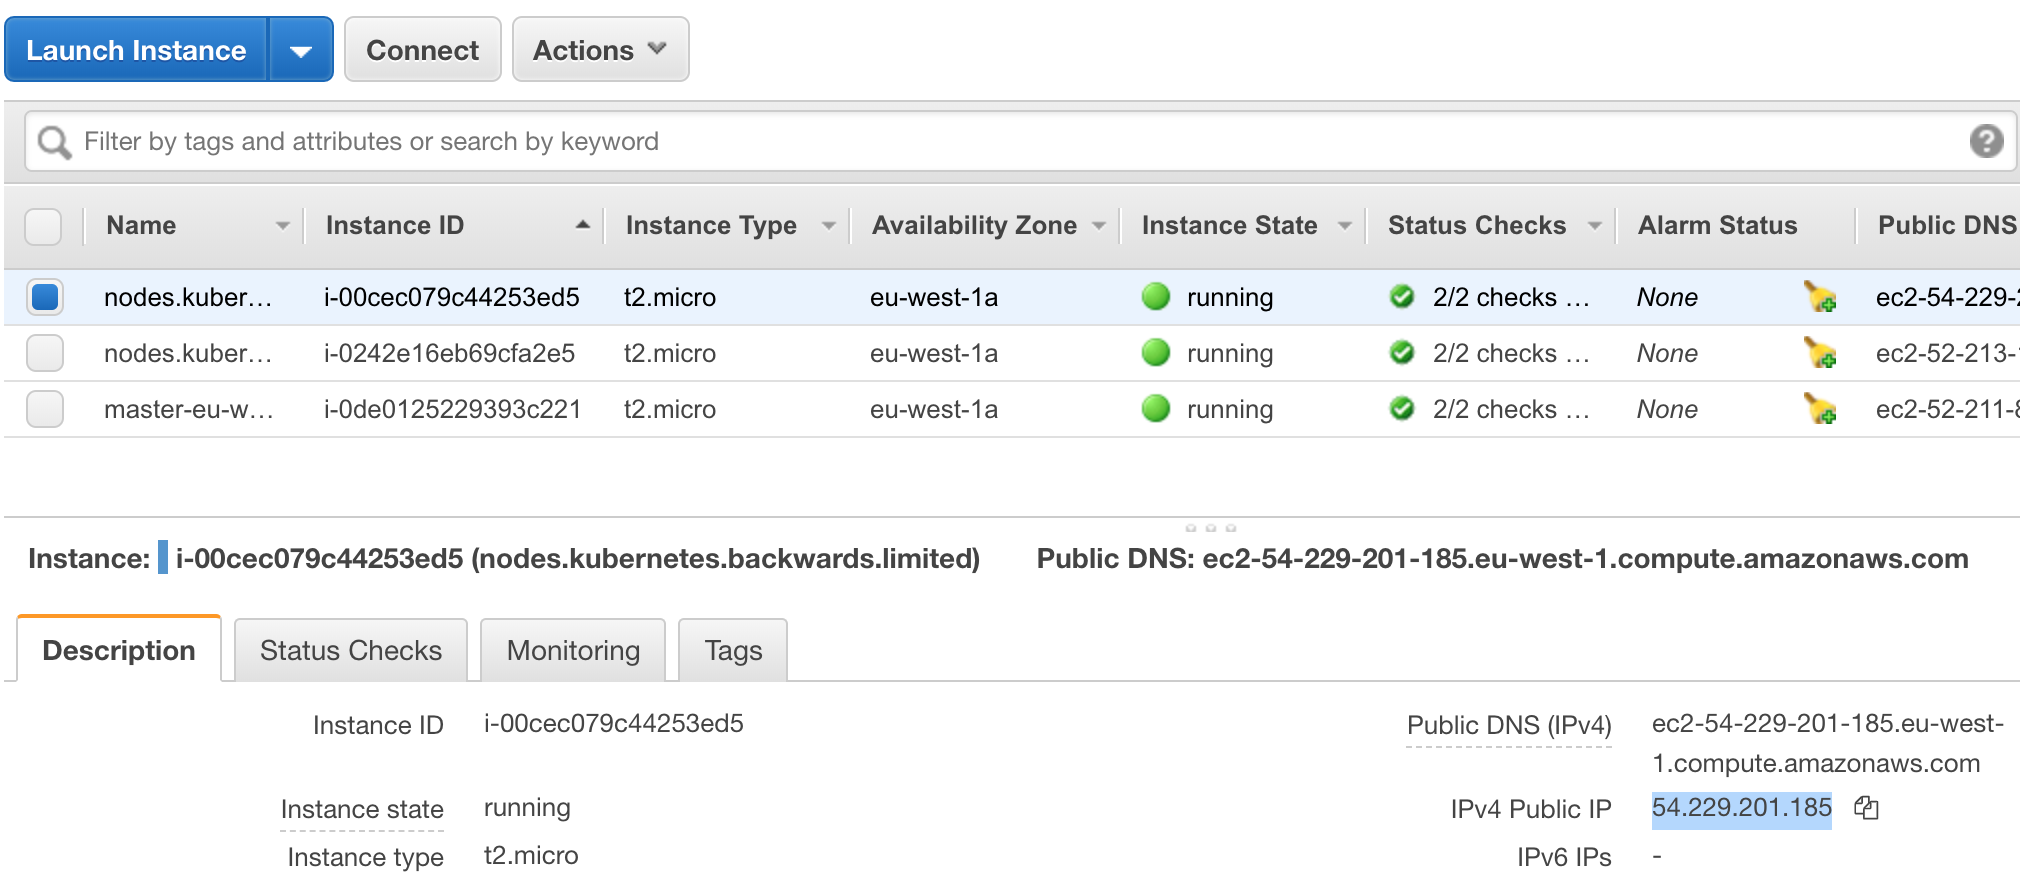 Launch Instance Connect Actions
Filter by tags and attributes or search by keyword
Name Instance ID Instance Type Availability Zone Instance State Status Checks Alarm Status Public DNS
nodes.kuber... i-00cec079c44253ed5 t2.micro eu-west-1a running 2/2 checks ... None ec2-54-229-2
nodes.kuber... i-0242e16eb69cfa2e5 t2.micro eu-west-1a running 2/2 checks ... None ec2-52-213-1
master-eu-w... i-0de0125229393c221 t2.micro eu-west-1a running 2/2 checks ... None ec2-52-211-8
Instance: i-00cec079c44253ed5 (nodes.kubernetes.backwards.limited) Public DNS: ec2-54-229-201-185.eu-west-1.compute.amazonaws.com
Description Status Checks Monitoring Tags
Instance ID i-00cec079c44253ed5 Public DNS (IPv4) ec2-54-229-201-185.eu-west-
1.compute.amazonaws.com
Instance state running IPv4 Public IP 54.229.201.185
Instance type t2.micro IPv6 IPs -